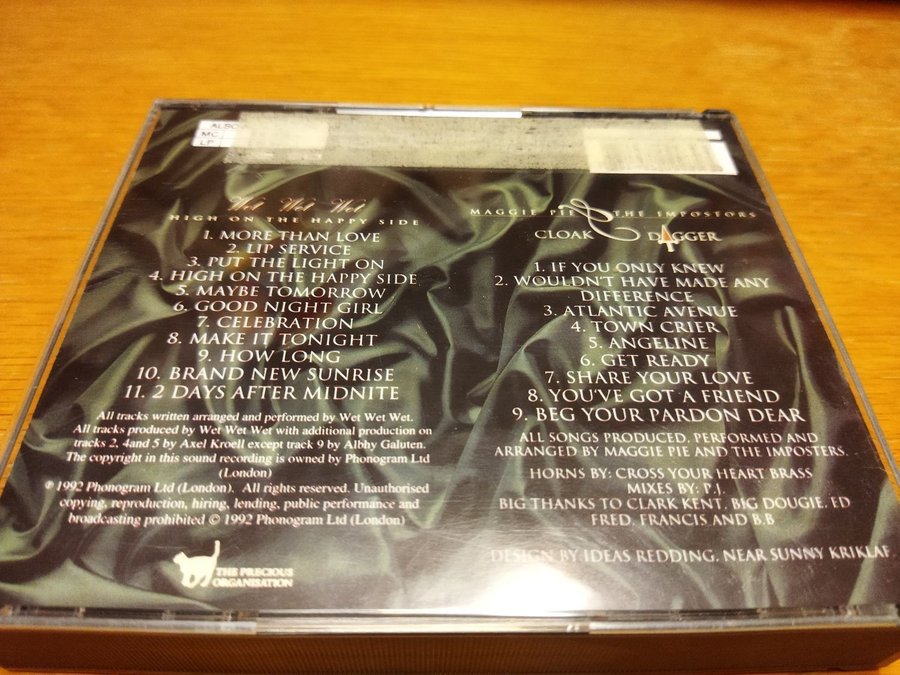 ALSO
MC
LP
Wet Wet Wet
HIGH ON THE HAPPY SIDE
1. MORE THAN LOVE
2. LIP SERVICE
3. PUT THE LIGHT ON
4. HIGH ON THE HAPPY SIDE
5. MAYBE TOMORROW
6. GOOD NIGHT GIRL
7. CELEBRATION
8. MAKE IT TONIGHT
9. HOW LONG
10. BRAND NEW SUNRISE
11. 2 DAYS AFTER MIDNITE
All tracks written arranged and performed by Wet Wet Wet.
All tracks produced by Wet Wet Wet with additional production on
tracks 2, 4and 5 by Axel Kroell except track 9 by Albhy Galuten.
The copyright in this sound recording is owned by Phonogram Ltd
(London)
℗ 1992 Phonogram Ltd (London). All rights reserved. Unauthorised
copying, reproduction, hiring, lending, public performance and
broadcasting prohibited © 1992 Phonogram Ltd (London)
THE PRECIOUS
ORGANISATION
MAGGIE PIE & THE IMPOSTORS
CLOAK & DAGGER
1. IF YOU ONLY KNEW
2. WOULDN'T HAVE MADE ANY
DIFFERENCE
3. ATLANTIC AVENUE
4. TOWN CRIER
5. ANGELINE
6. GET READY
7. SHARE YOUR LOVE
8. YOU'VE GOT A FRIEND
9. BEG YOUR PARDON DEAR
ALL SONGS PRODUCED, PERFORMED AND
ARRANGED BY MAGGIE PIE AND THE IMPOSTERS.
HORNS BY: CROSS YOUR HEART BRASS
MIXES BY: P.J.
BIG THANKS TO CLARK KENT, BIG DOUGIE, ED
FRED, FRANCIS AND B.B
DESIGN BY IDEAS REDDING, NEAR SUNNY KRIKLAF.